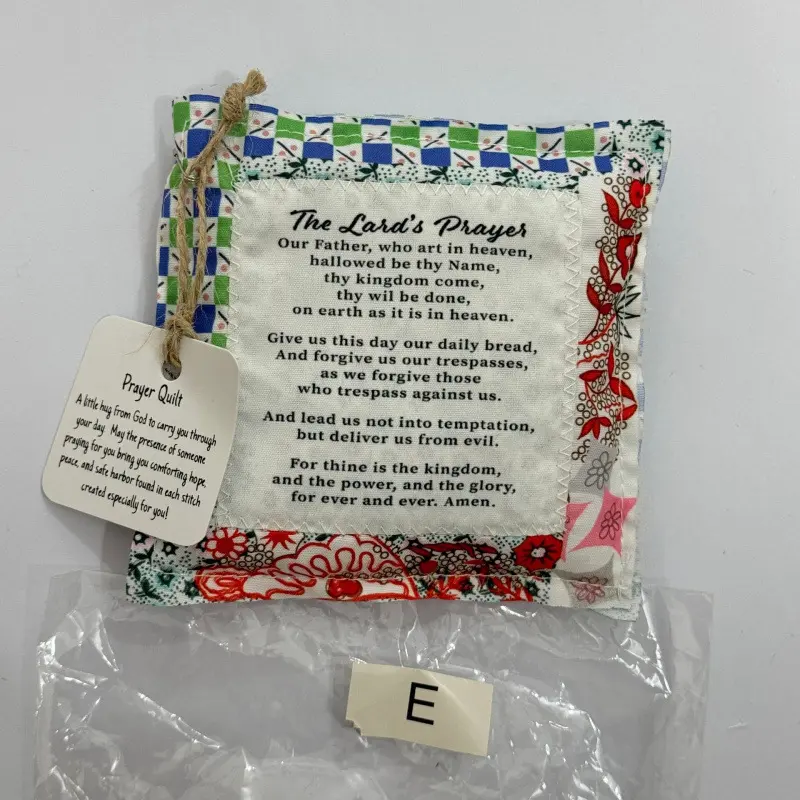 The Lard's Prayer
Our Father, who art in heaven,
hallowed be thy Name,
thy kingdom come,
thy wil be done,
on earth as it is in heaven.
Give us this day our daily bread,
And forgive us our trespasses,
as we forgive those
who trespass against us.
And lead us not into temptation,
but deliver us from evil.
For thine is the kingdom,
and the power, and the glory,
for ever and ever. Amen.
Prayer Quilt
A little hug from God to carry you through
your day. May the presence of someone
praying for you bring you comforting hope,
peace, and safe harbor found in each stitch
created especially for you!
E